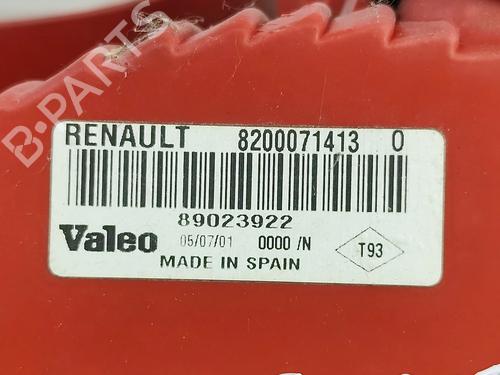 RENAULT 8200071413 0
89023922
Valeo 05/07/01 0000 /N T93
MADE IN SPAIN
B-PARTS